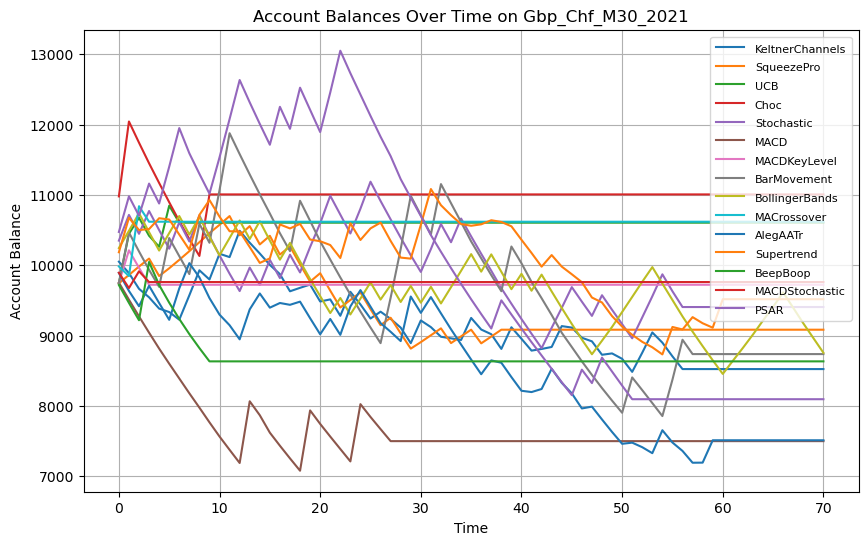 Account Balances Over Time on Gbp_Chf_M30_2021
Account Balance
13000
12000
11000
10000
9000
8000
7000
0
10
20
30
40
50
60
70
Time
KeltnerChannels
SqueezePro
UCB
Choc
Stochastic
MACD
MACDKeyLevel
BarMovement
BollingerBands
MACrossover
AlegAATr
Supertrend
BeepBoop
MACDStochastic
PSAR